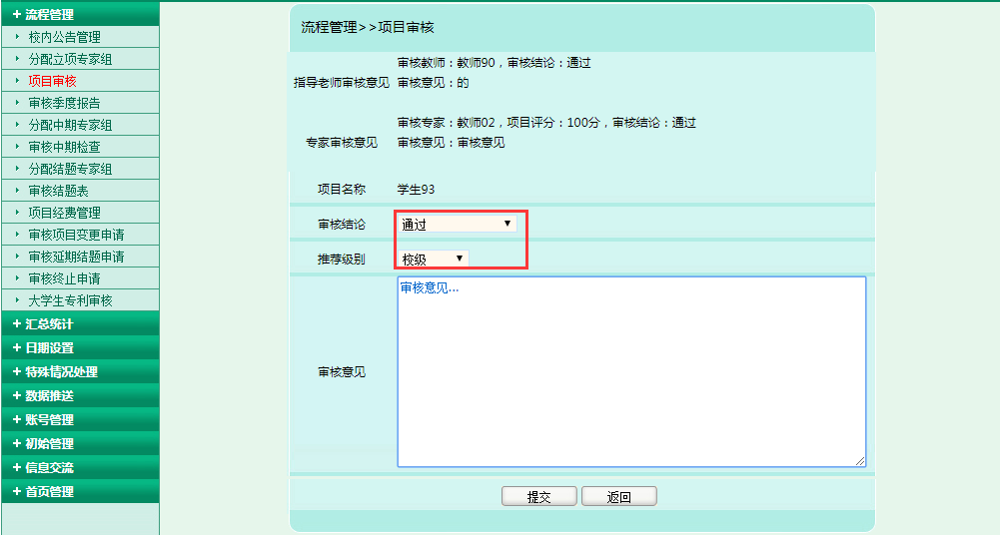 流程管理
校内公告管理
分配立项专家组
项目审核
审核季度报告
分配中期专家组
审核中期检查
分配结题专家组
审核结题表
项目经费管理
审核项目变更申请
审核延期结题申请
审核终止申请
大学生专利审核
汇总统计
日期设置
特殊情况处理
数据推送
账号管理
初始管理
信息交流
首页管理
流程管理>>项目审核
审核教师：教师90，审核结论：通过
指导老师审核意见 审核意见：的
审核专家：教师02，项目评分：100分，审核结论：通过
专家审核意见 审核意见：审核意见
项目名称 学生93
审核结论 通过
推荐级别 校级
审核意见...
审核意见
提交 返回